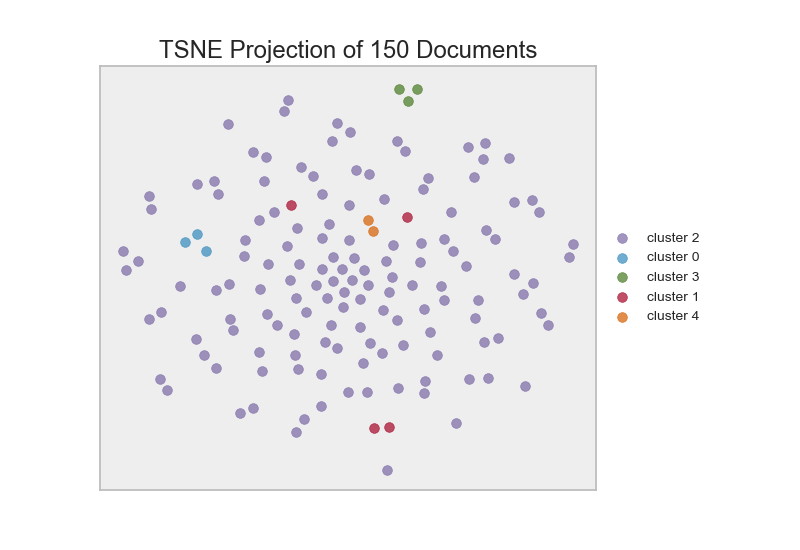 TSNE Projection of 150 Documents
cluster 2
cluster 0
cluster 3
cluster 1
cluster 4